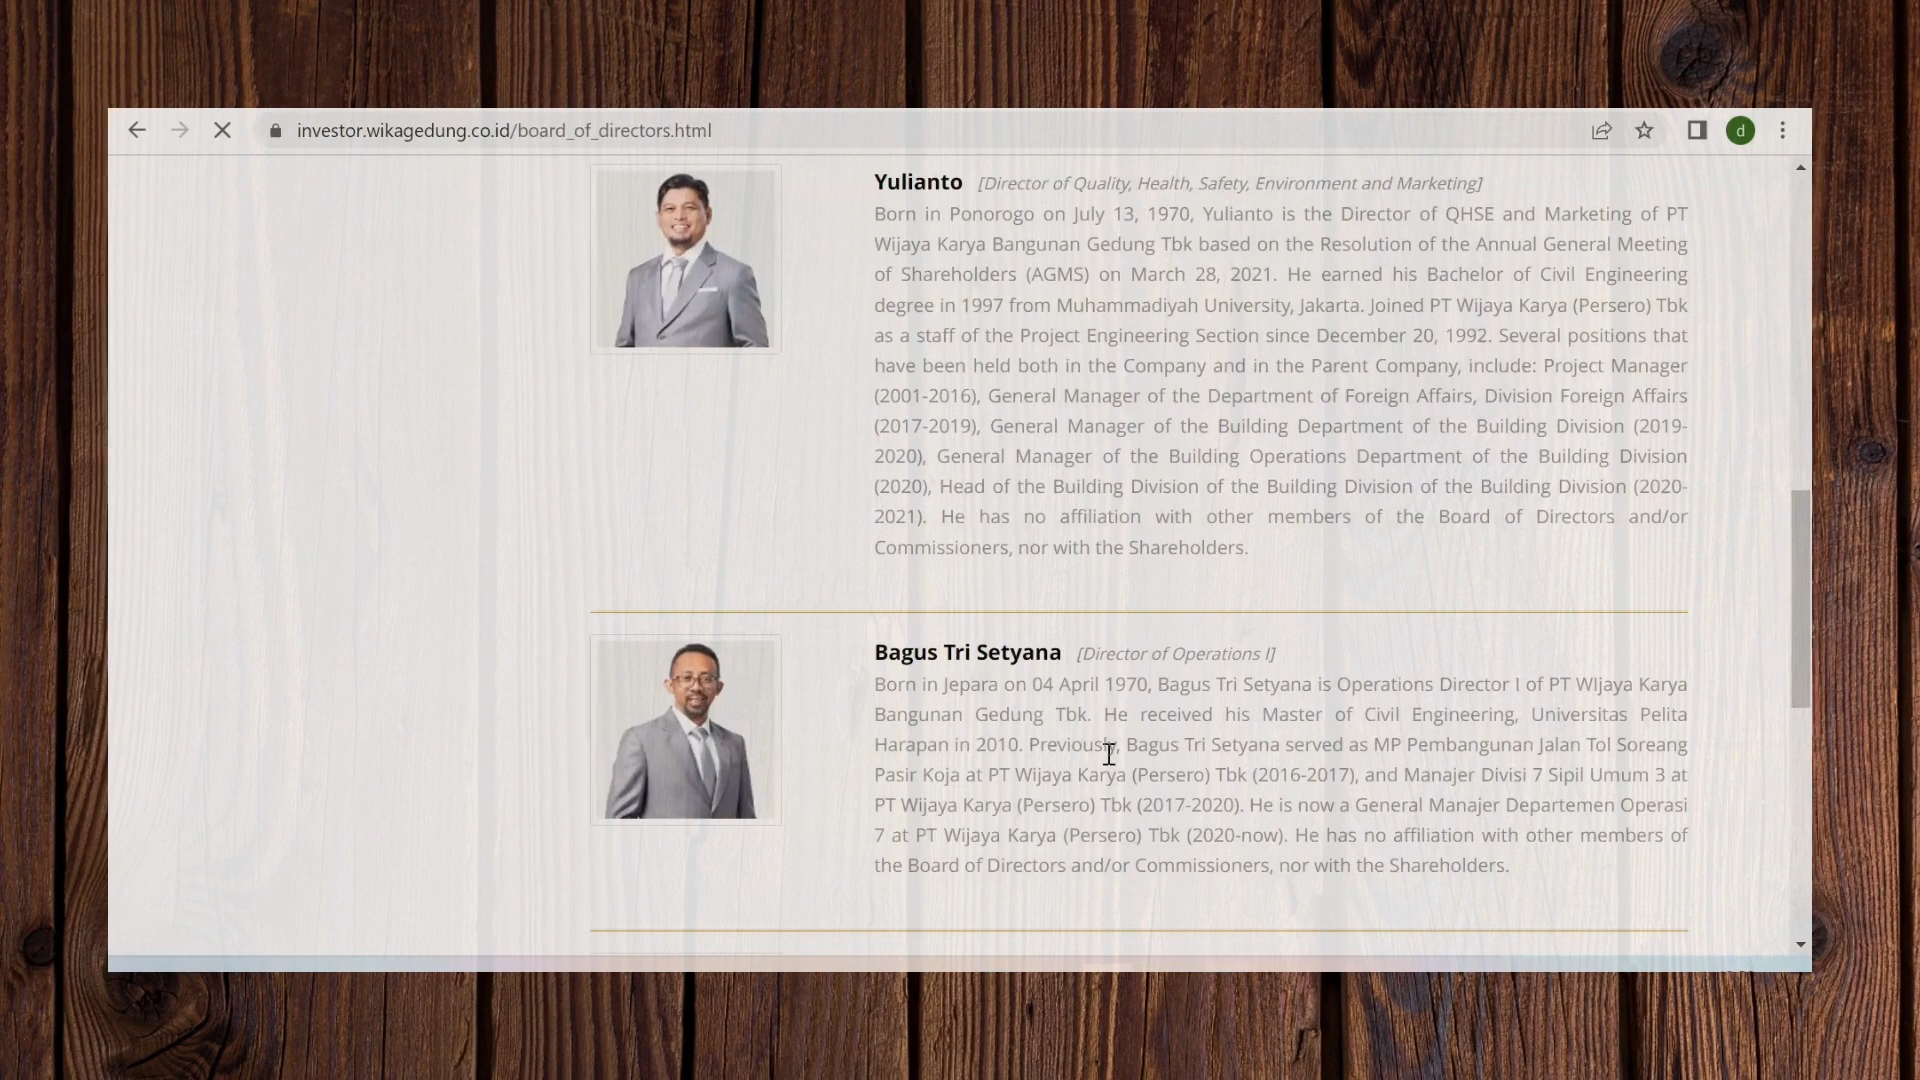 investor.wikagedung.co.id/board_of_directors.html
d
Yulianto [Director of Quality, Health, Safety, Environment and Marketing]
Born in Ponorogo on July 13, 1970, Yulianto is the Director of QHSE and Marketing of PT
Wijaya Karya Bangunan Gedung Tbk based on the Resolution of the Annual General Meeting
of Shareholders (AGMS) on March 28, 2021. He earned his Bachelor of Civil Engineering
degree in 1997 from Muhammadiyah University, Jakarta. Joined PT Wijaya Karya (Persero) Tbk
as a staff of the Project Engineering Section since December 20, 1992. Several positions that
have been held both in the Company and in the Parent Company, include: Project Manager
(2001-2016), General Manager of the Department of Foreign Affairs, Division Foreign Affairs
(2017-2019), General Manager of the Building Department of the Building Division (2019-
2020), General Manager of the Building Operations Department of the Building Division
(2020), Head of the Building Division of the Building Division of the Building Division (2020-
2021). He has no affiliation with other members of the Board of Directors and/or
Commissioners, nor with the Shareholders.
Bagus Tri Setyana [Director of Operations I]
Born in Jepara on 04 April 1970, Bagus Tri Setyana is Operations Director I of PT WIjaya Karya
Bangunan Gedung Tbk. He received his Master of Civil Engineering, Universitas Pelita
Harapan in 2010. Previously, Bagus Tri Setyana served as MP Pembangunan Jalan Tol Soreang
Pasir Koja at PT Wijaya Karya (Persero) Tbk (2016-2017), and Manajer Divisi 7 Sipil Umum 3 at
PT Wijaya Karya (Persero) Tbk (2017-2020). He is now a General Manajer Departemen Operasi
7 at PT Wijaya Karya (Persero) Tbk (2020-now). He has no affiliation with other members of
the Board of Directors and/or Commissioners, nor with the Shareholders.